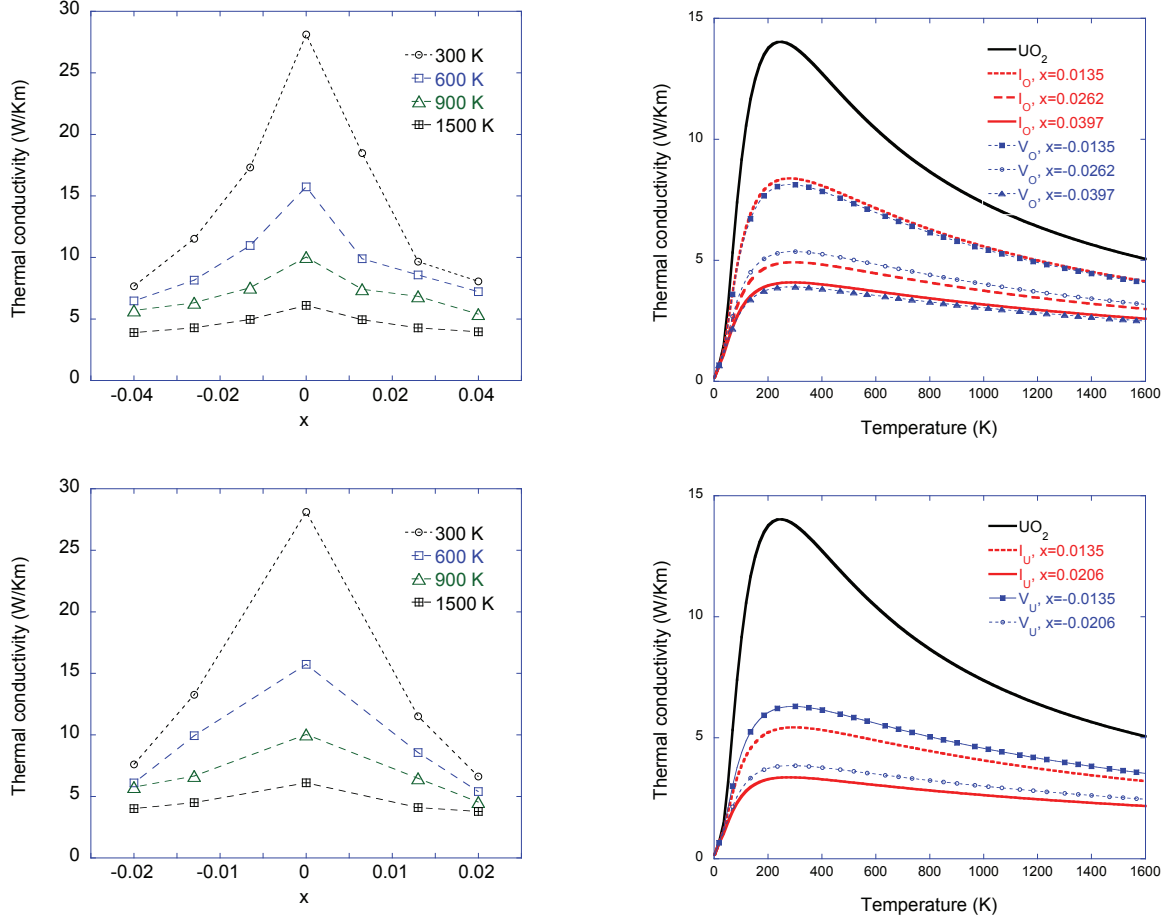 30
25
20
15
10
5
0
Thermal conductivity (W/Km)
300 K
600 K
900 K
1500 K
-0.04 -0.02 0 0.02 0.04
x
15
10
5
0
Thermal conductivity (W/Km)
UO2
IO, x=0.0135
IO, x=0.0262
IO, x=0.0397
VO, x=-0.0135
VO, x=-0.0262
VO, x=-0.0397
0 200 400 600 800 1000 1200 1400 1600
Temperature (K)
30
25
20
15
10
5
0
Thermal conductivity (W/Km)
300 K
600 K
900 K
1500 K
-0.02 -0.01 0 0.01 0.02
x
15
10
5
0
Thermal conductivity (W/Km)
UO2
IU, x=0.0135
IU, x=0.0206
VU, x=-0.0135
VU, x=-0.0206
0 200 400 600 800 1000 1200 1400 1600
Temperature (K)